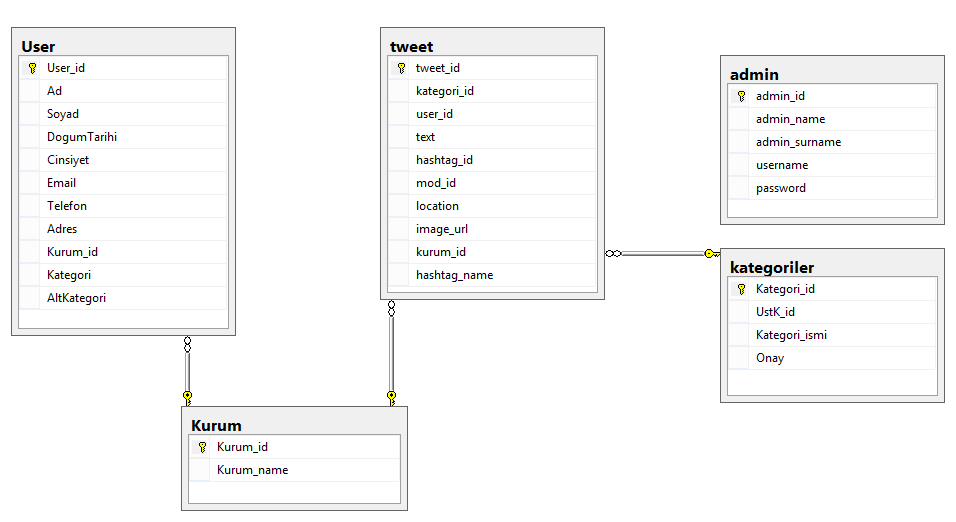 User
User_id
Ad
Soyad
DogumTarihi
Cinsiyet
Email
Telefon
Adres
Kurum_id
Kategori
AltKategori
tweet
tweet_id
kategori_id
user_id
text
hashtag_id
mod_id
location
image_url
kurum_id
hashtag_name
admin
admin_id
admin_name
admin_surname
username
password
kategoriler
Kategori_id
UstK_id
Kategori_ismi
Onay
Kurum
Kurum_id
Kurum_name